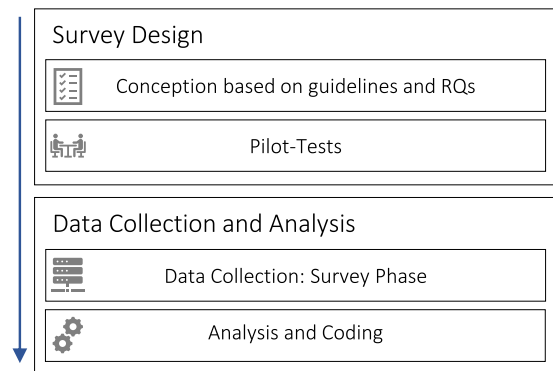 Survey Design
Conception based on guidelines and RQs
Pilot-Tests
Data Collection and Analysis
Data Collection: Survey Phase
Analysis and Coding